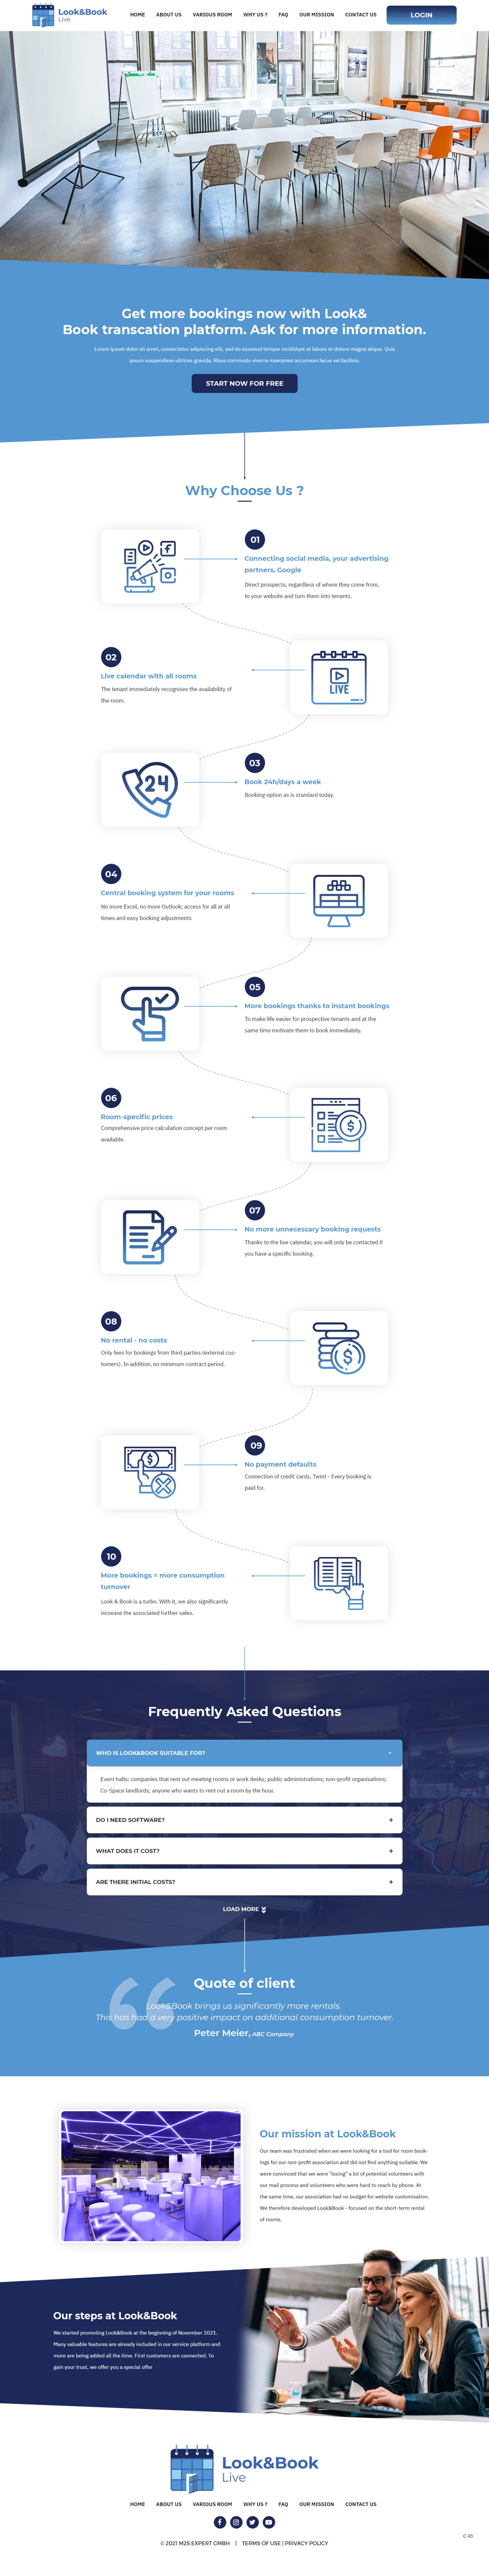 Look&Book
Live
HOME ABOUT US VARIOUS ROOM WHY US ? FAQ OUR MISSION CONTACT US LOGIN
Get more bookings now with Look&
Book transcation platform. Ask for more information.
Lorem ipsum dolor sit amet, consectetur adipiscing elit, sed do eiusmod tempor incididunt ut labore et dolore magna aliqua. Quis
ipsum suspendisse ultrices gravida. Risus commodo viverra maecenas accumsan lacus vel facilisis.
START NOW FOR FREE
Why Choose Us ?
01
Connecting social media, your advertising
partners, Google
Direct prospects, regardless of where they come from,
to your website and turn them into tenants.
02
Live calendar with all rooms
The tenant immediately recognises the availability of
the room.
LIVE
03
Book 24h/days a week
Booking option as is standard today.
24
04
Central booking system for your rooms
No more Excel, no more Outlook; access for all at all
times and easy booking adjustments
05
More bookings thanks to instant bookings
To make life easier for prospective tenants and at the
same time motivate them to book immediately.
06
Room-specific prices
Comprehensive price calculation concept per room
available.
$
07
No more unnecessary booking requests
Thanks to the live calendar, you will only be contacted if
you have a specific booking.
08
No rental - no costs
Only fees for bookings from third parties (external cus-
tomers). In addition, no minimum contract period.
$
09
No payment defaults
Connection of credit cards, Twint - Every booking is
paid for.
10
More bookings = more consumption
turnover
Look & Book is a turbo. With it, we also significantly
increase the associated further sales.
Frequently Asked Questions
WHO IS LOOK&BOOK SUITABLE FOR? -
Event halls; companies that rent out meeting rooms or work desks; public administrations; non-profit organisations;
Co-Space landlords; anyone who wants to rent out a room by the hour.
DO I NEED SOFTWARE? +
WHAT DOES IT COST? +
ARE THERE INITIAL COSTS? +
LOAD MORE
Quote of client
Look&Book brings us significantly more rentals.
This has had a very positive impact on additional consumption turnover.
Peter Meier, ABC Company
Our mission at Look&Book
Our team was frustrated when we were looking for a tool for room book-
ings for our non-profit association and did not find anything suitable. We
were convinced that we were "losing" a lot of potential volunteers with
our mail process and volunteers who were hard to reach by phone. At
the same time, our association had no budget for website customisation.
We therefore developed Look&Book - focused on the short-term rental
of rooms.
Our steps at Look&Book
We started promoting Look&Book at the beginning of November 2021.
Many valuable features are already included in our service platform and
more are being added all the time. First customers are connected. To
gain your trust, we offer you a special offer
Look&Book
Live
HOME ABOUT US VARIOUS ROOM WHY US ? FAQ OUR MISSION CONTACT US
© 2021 M2S EXPERT GMBH | TERMS OF USE | PRIVACY POLICY
C 43